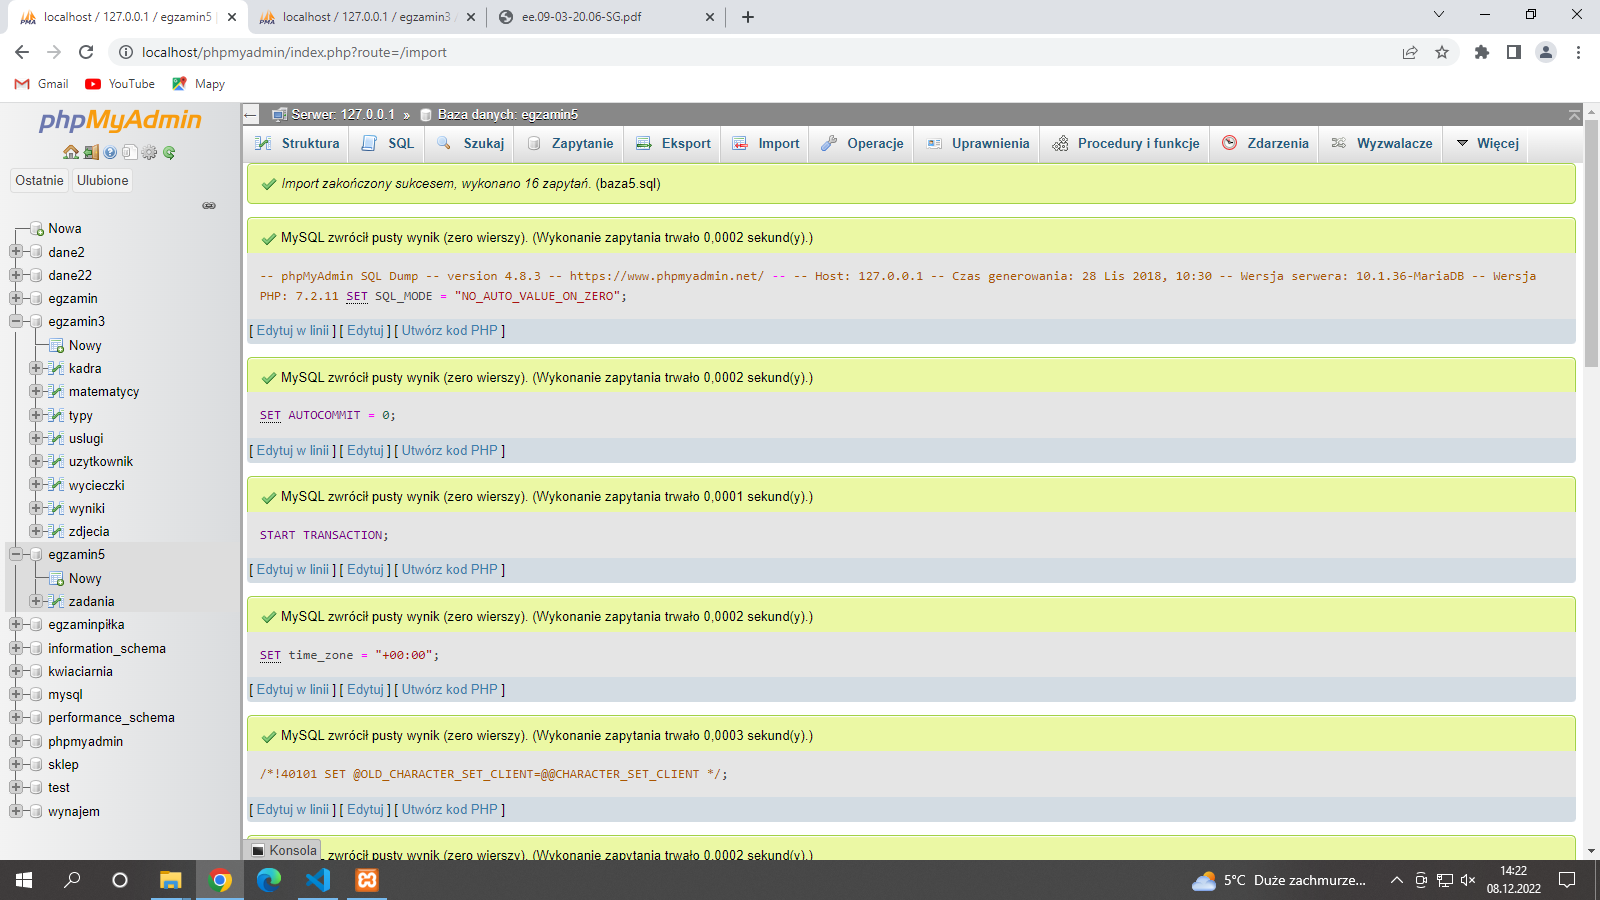 localhost / 127.0.0.1 / egzamin5 |
localhost / 127.0.0.1 / egzamin3 /
ee.09-03-20.06-SG.pdf
localhost/phpmyadmin/index.php?route=/import
Gmail
YouTube
Mapy
phpMyAdmin
Ostatnie
Ulubione
Nowa
dane2
dane22
egzamin
egzamin3
Nowy
kadra
matematycy
typy
uslugi
uzytkownik
wycieczki
wyniki
zdjecia
egzamin5
Nowy
zadania
egzaminpiłka
information_schema
kwiaciarnia
mysql
performance_schema
phpmyadmin
sklep
test
wynajem
Serwer: 127.0.0.1 » Baza danych: egzamin5
Struktura
SQL
Szukaj
Zapytanie
Eksport
Import
Operacje
Uprawnienia
Procedury i funkcje
Zdarzenia
Wyzwalacze
Więcej
Import zakończony sukcesem, wykonano 16 zapytań. (baza5.sql)
MySQL zwrócił pusty wynik (zero wierszy). (Wykonanie zapytania trwało 0,0002 sekund(y).)
-- phpMyAdmin SQL Dump -- version 4.8.3 -- https://www.phpmyadmin.net/ -- -- Host: 127.0.0.1 -- Czas generowania: 28 Lis 2018, 10:30 -- Wersja serwera: 10.1.36-MariaDB -- Wersja
PHP: 7.2.11 SET SQL_MODE = "NO_AUTO_VALUE_ON_ZERO";
[ Edytuj w linii ] [ Edytuj ] [ Utwórz kod PHP ]
MySQL zwrócił pusty wynik (zero wierszy). (Wykonanie zapytania trwało 0,0002 sekund(y).)
SET AUTOCOMMIT = 0;
[ Edytuj w linii ] [ Edytuj ] [ Utwórz kod PHP ]
MySQL zwrócił pusty wynik (zero wierszy). (Wykonanie zapytania trwało 0,0001 sekund(y).)
START TRANSACTION;
[ Edytuj w linii ] [ Edytuj ] [ Utwórz kod PHP ]
MySQL zwrócił pusty wynik (zero wierszy). (Wykonanie zapytania trwało 0,0002 sekund(y).)
SET time_zone = "+00:00";
[ Edytuj w linii ] [ Edytuj ] [ Utwórz kod PHP ]
MySQL zwrócił pusty wynik (zero wierszy). (Wykonanie zapytania trwało 0,0003 sekund(y).)
/*!40101 SET @OLD_CHARACTER_SET_CLIENT=@@CHARACTER_SET_CLIENT */;
[ Edytuj w linii ] [ Edytuj ] [ Utwórz kod PHP ]
L zwrócił pusty wynik (zero wierszy). (Wykonanie zapytania trwało 0,0002 sekund(y).)
Konsola
5°C Duże zachmurze...
14:22
08.12.2022